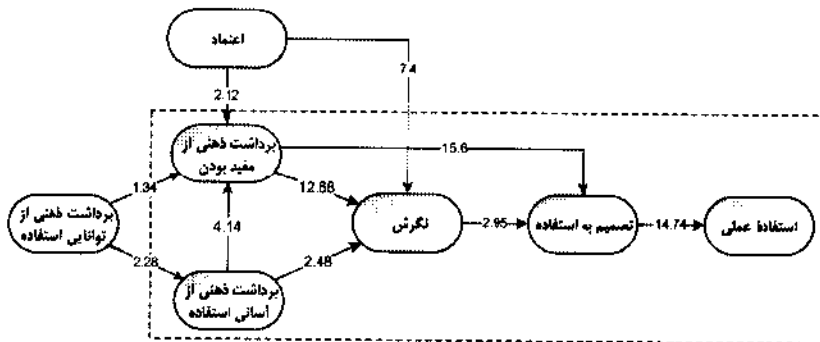 اعتماد
7.4
2.12
برداشت ذهنی از
مفید بودن
15.6
1.34
12.88
برداشت ذهنی از
توانایی استفاده
4.14
نگرش
2.95
تصمیم به استفاده
14.74
استفادهٔ عملی
2.28
2.48
برداشت ذهنی از
آسانی استفاده